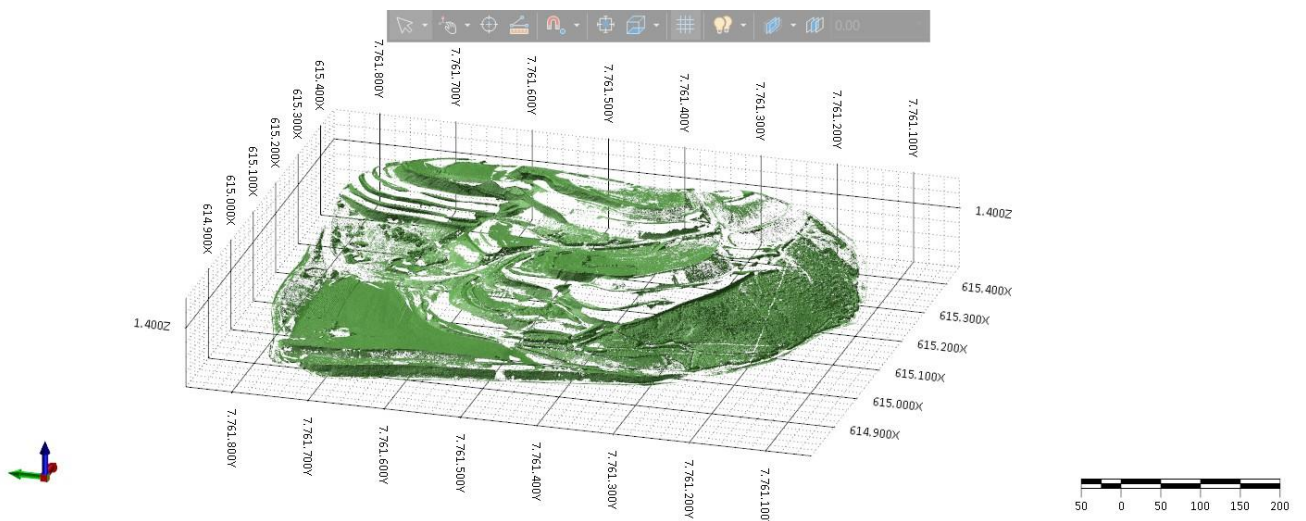 0.00
7.761.800Y
7.761.700Y
7.761.600Y
7.761.500Y
7.761.400Y
7.761.300Y
7.761.200Y
7.761.100Y
615.400X
615.300X
615.200X
615.100X
615.000X
614.900X
1.400Z
1.400Z
615.400X
615.300X
615.200X
615.100X
615.000X
614.900X
7.761.800Y
7.761.700Y
7.761.600Y
7.761.500Y
7.761.400Y
7.761.300Y
7.761.200Y
7.761.100
50 0 50 100 150 200